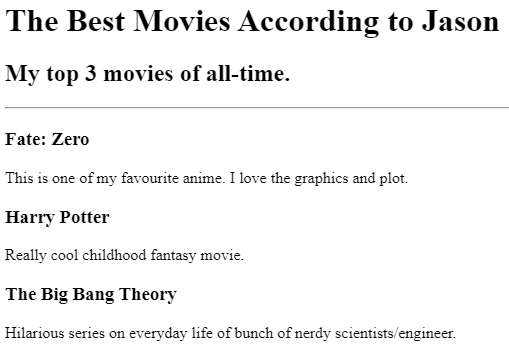 The Best Movies According to Jason
My top 3 movies of all-time.
Fate: Zero
This is one of my favourite anime. I love the graphics and plot.
Harry Potter
Really cool childhood fantasy movie.
The Big Bang Theory
Hilarious series on everyday life of bunch of nerdy scientists/engineer.